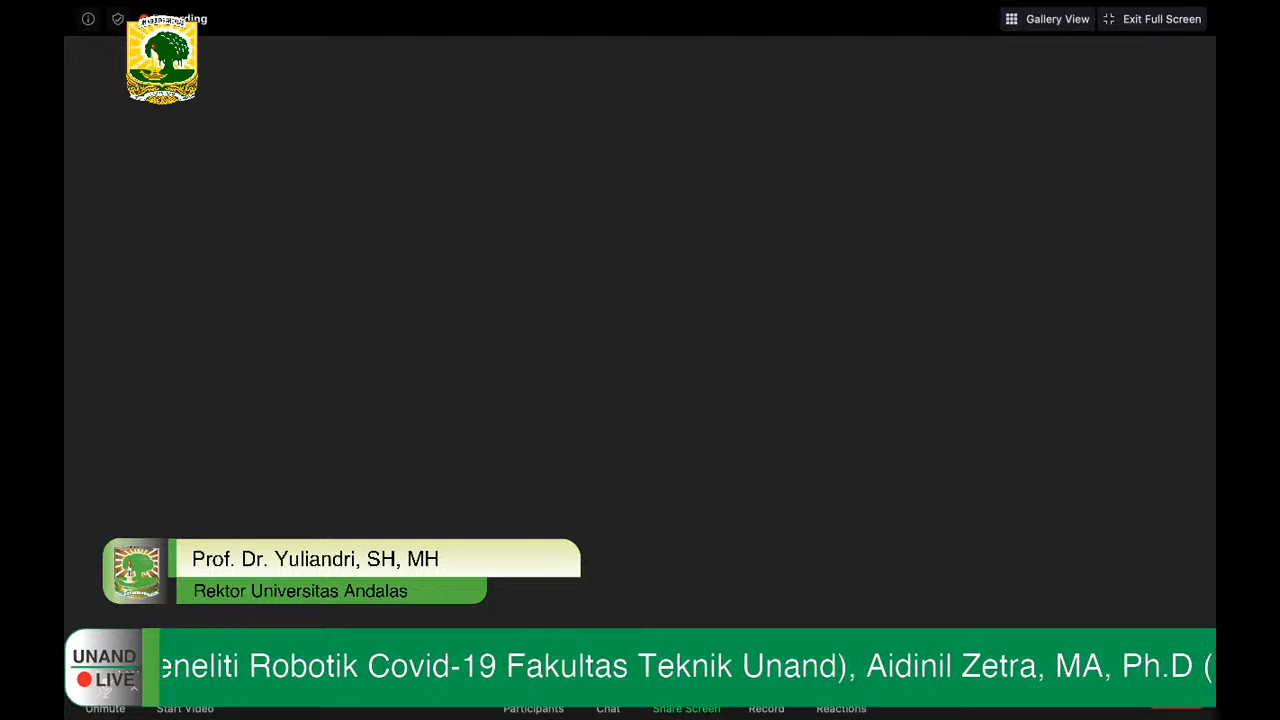 Gallery View
Exit Full Screen
Prof. Dr. Yuliandri, SH, MH
Rektor Universitas Andalas
UNAND
LIVE
eneliti Robotik Covid-19 Fakultas Teknik Unand), Aidinil Zetra, MA, Ph.D (
Unmute Start Video Participants Chat Share Screen Record Reactions